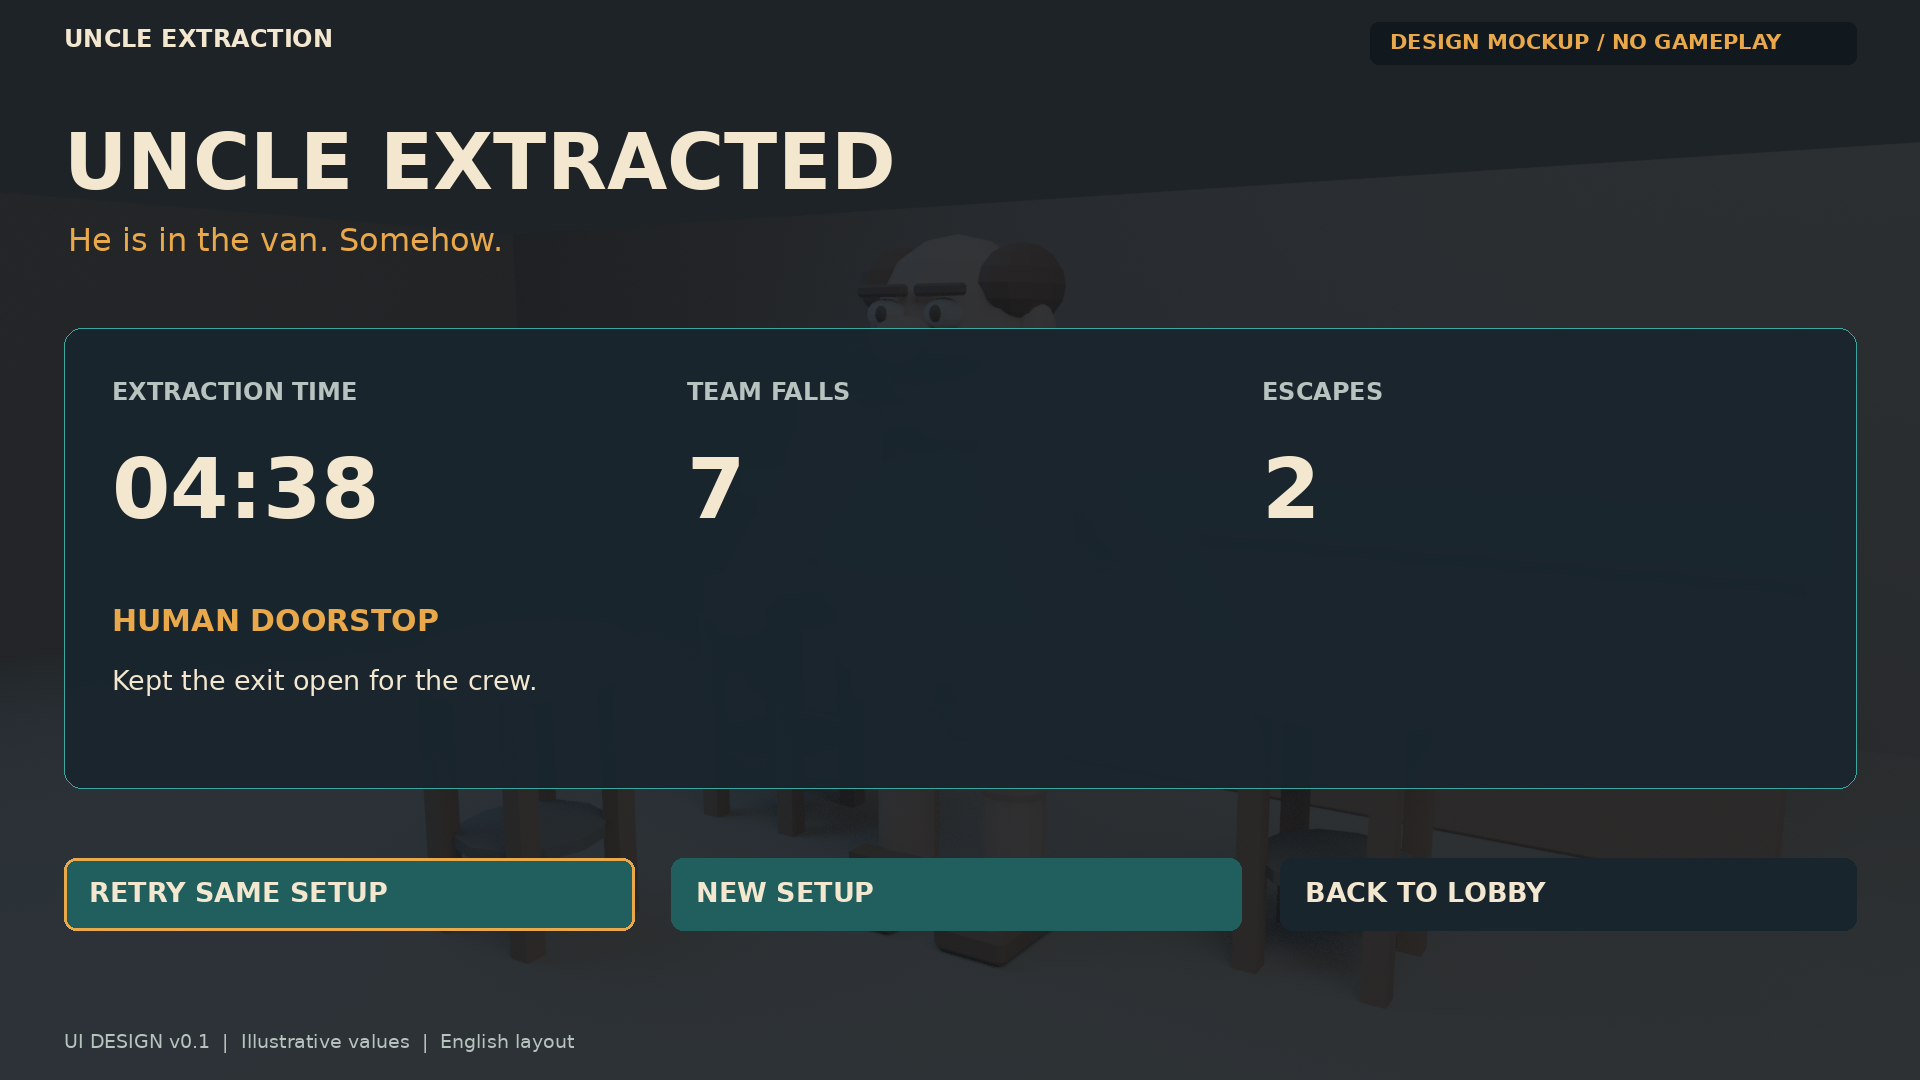 UNCLE EXTRACTION
DESIGN MOCKUP / NO GAMEPLAY
UNCLE EXTRACTED
He is in the van. Somehow.
EXTRACTION TIME
TEAM FALLS
ESCAPES
04:38
7
2
HUMAN DOORSTOP
Kept the exit open for the crew.
RETRY SAME SETUP
NEW SETUP
BACK TO LOBBY
UI DESIGN v0.1 | Illustrative values | English layout